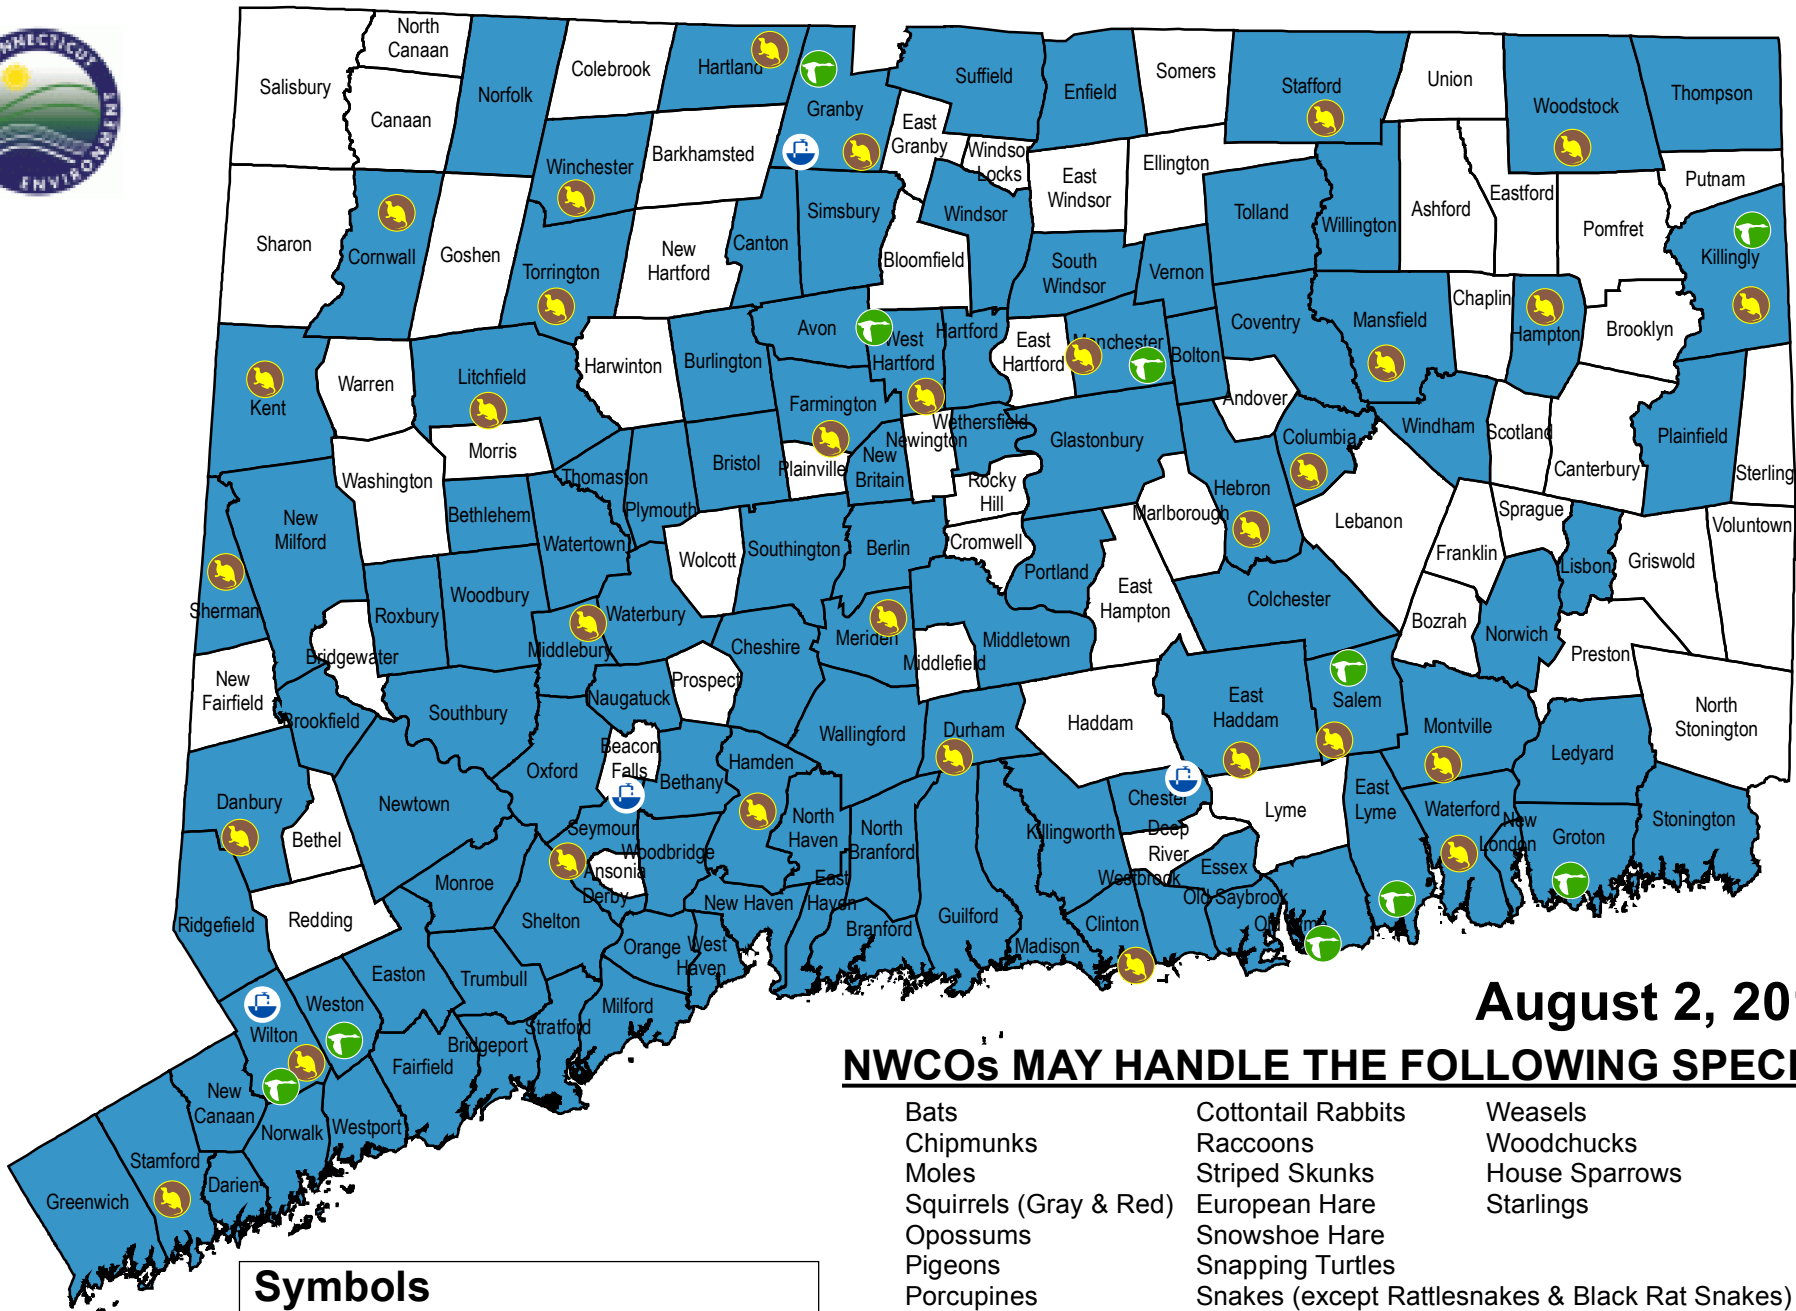 CONNECTICUT
ENVIRONMENT
North
Canaan
Salisbury
Canaan
Norfolk
Colebrook
Hartland
Granby
East
Granby
Suffield
Windsor
Locks
Enfield
Somers
Stafford
Union
Woodstock
Thompson
Winchester
Barkhamsted
East
Windsor
Ellington
Eastford
Putnam
Sharon
Cornwall
Goshen
Torrington
New
Hartford
Canton
Simsbury
Bloomfield
Windsor
South
Windsor
Vernon
Tolland
Willington
Ashford
Pomfret
Killingly
Chaplin
Hampton
Brooklyn
Kent
Warren
Litchfield
Harwinton
Burlington
Avon
West
Hartford
Hartford
East
Hartford
Manchester
Bolton
Coventry
Mansfield
Andover
Morris
Farmington
Wethersfield
Newington
Glastonbury
Columbia
Windham
Scotland
Canterbury
Plainfield
Sterling
Washington
Thomaston
Bristol
Plainville
New
Britain
Rocky
Hill
Hebron
Marlborough
Lebanon
Sprague
Voluntown
New
Milford
Bethlehem
Watertown
Plymouth
Wolcott
Southington
Berlin
Cromwell
Portland
East
Hampton
Franklin
Lisbon
Griswold
Sherman
Roxbury
Woodbury
Waterbury
Middlebury
Cheshire
Meriden
Middletown
Middlefield
Colchester
Bozrah
Norwich
Preston
New
Fairfield
Bridgewater
Brookfield
Southbury
Naugatuck
Prospect
Wallingford
Durham
Haddam
East
Haddam
Salem
Montville
Ledyard
North
Stonington
Danbury
Bethel
Newtown
Oxford
Beacon
Falls
Bethany
Hamden
North
Haven
North
Branford
Killingworth
Chester
Deep
River
Lyme
East
Lyme
Waterford
New
London
Groton
Stonington
Seymour
Woodbridge
Ansonia
Derby
Ridgefield
Redding
Monroe
Shelton
New Haven
East
Haven
Branford
Guilford
Madison
Clinton
Westbrook
Essex
Old Saybrook
Old Lyme
Easton
Trumbull
Orange
West
Haven
Milford
Weston
Wilton
Stratford
Bridgeport
Fairfield
New
Canaan
Norwalk
Westport
Stamford
Darien
Greenwich
August 2, 20
NWCOs MAY HANDLE THE FOLLOWING SPECI
Bats
Chipmunks
Moles
Squirrels (Gray & Red)
Opossums
Pigeons
Porcupines
Cottontail Rabbits
Raccoons
Striped Skunks
European Hare
Snowshoe Hare
Snapping Turtles
Snakes (except Rattlesnakes & Black Rat Snakes)
Weasels
Woodchucks
House Sparrows
Starlings
Symbols